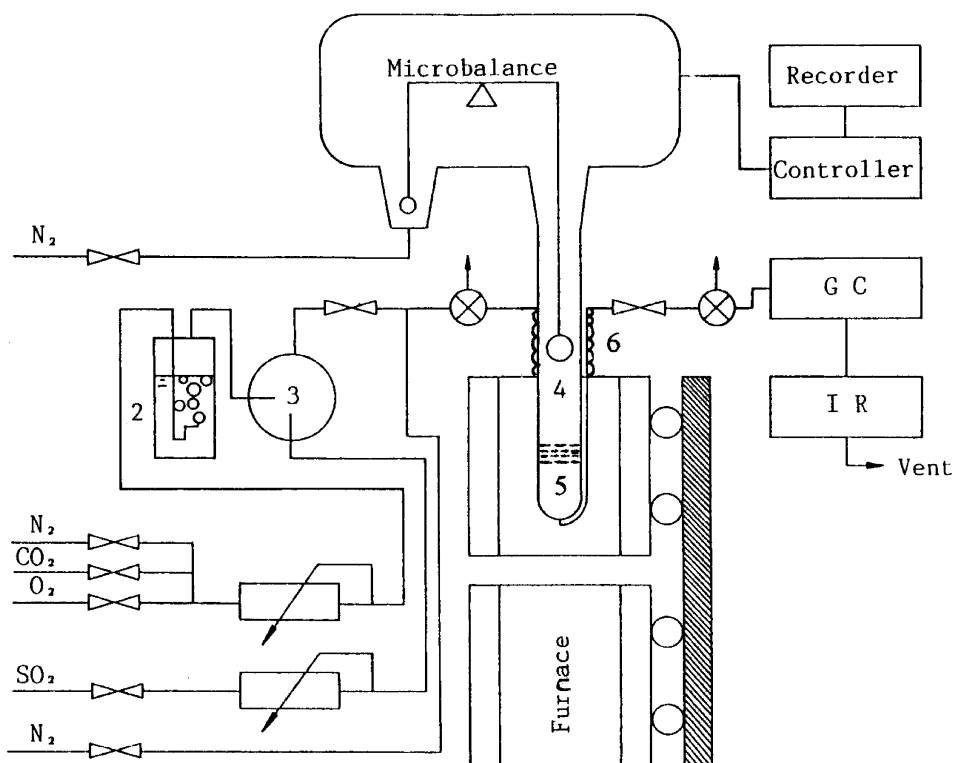 Microbalance
Recorder
Controller
N₂
G C
6
3
4
2
I R
Vent
5
N₂
CO₂
O₂
SO₂
Furnace
N₂